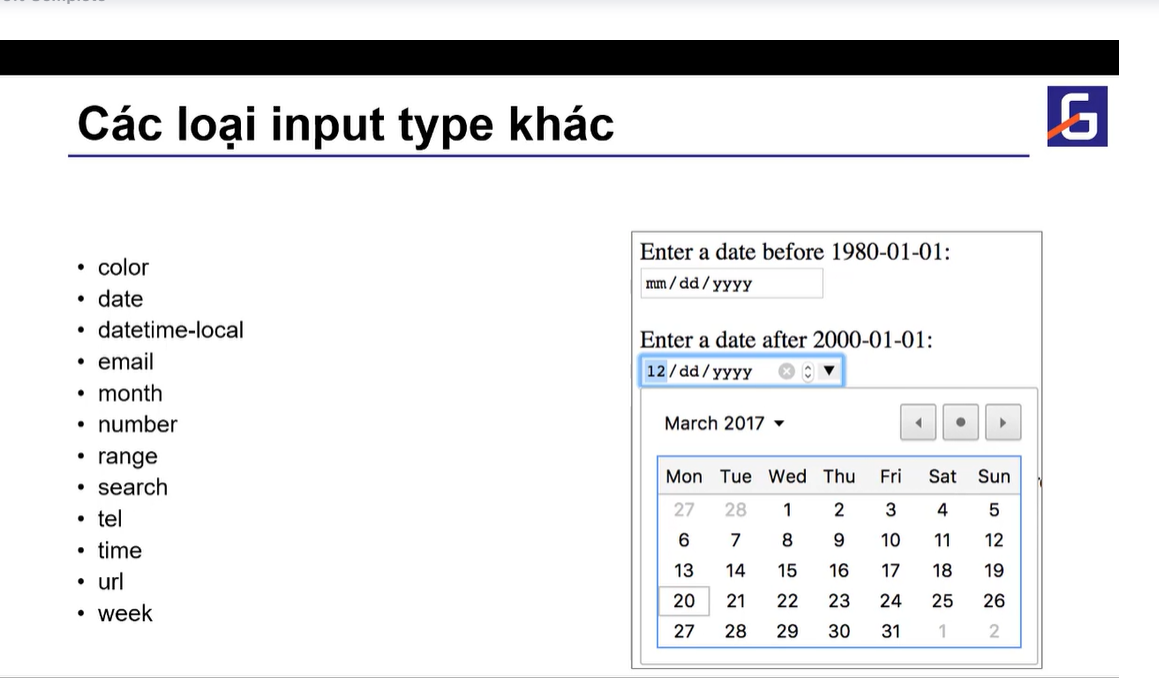 Các loại input type khác
• color
• date
• datetime-local
• email
• month
• number
• range
• search
• tel
• time
• url
• week
Enter a date before 1980-01-01:
mm/dd/yyyy
Enter a date after 2000-01-01:
12/dd/yyyy
March 2017
Mon Tue Wed Thu Fri Sat Sun
27 28 1 2 3 4 5
6 7 8 9 10 11 12
13 14 15 16 17 18 19
20 21 22 23 24 25 26
27 28 29 30 31 1 2